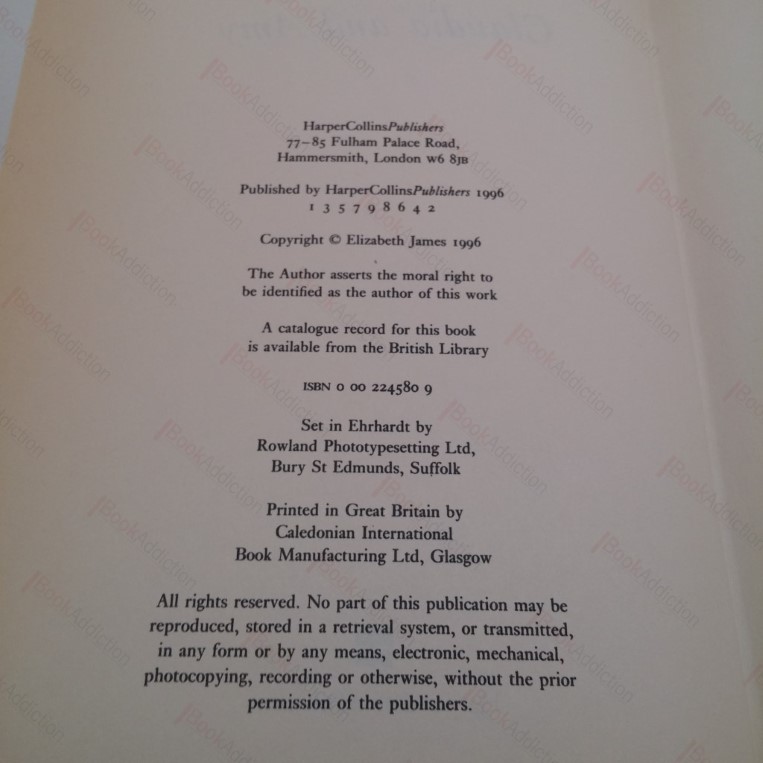 HarperCollinsPublishers
77–85 Fulham Palace Road,
Hammersmith, London W6 8JB
Published by HarperCollinsPublishers 1996
1 3 5 7 9 8 6 4 2
Copyright © Elizabeth James 1996
The Author asserts the moral right to
be identified as the author of this work
A catalogue record for this book
is available from the British Library
ISBN 0 00 224580 9
Set in Ehrhardt by
Rowland Phototypesetting Ltd,
Bury St Edmunds, Suffolk
Printed in Great Britain by
Caledonian International
Book Manufacturing Ltd, Glasgow
All rights reserved. No part of this publication may be
reproduced, stored in a retrieval system, or transmitted,
in any form or by any means, electronic, mechanical,
photocopying, recording or otherwise, without the prior
permission of the publishers.